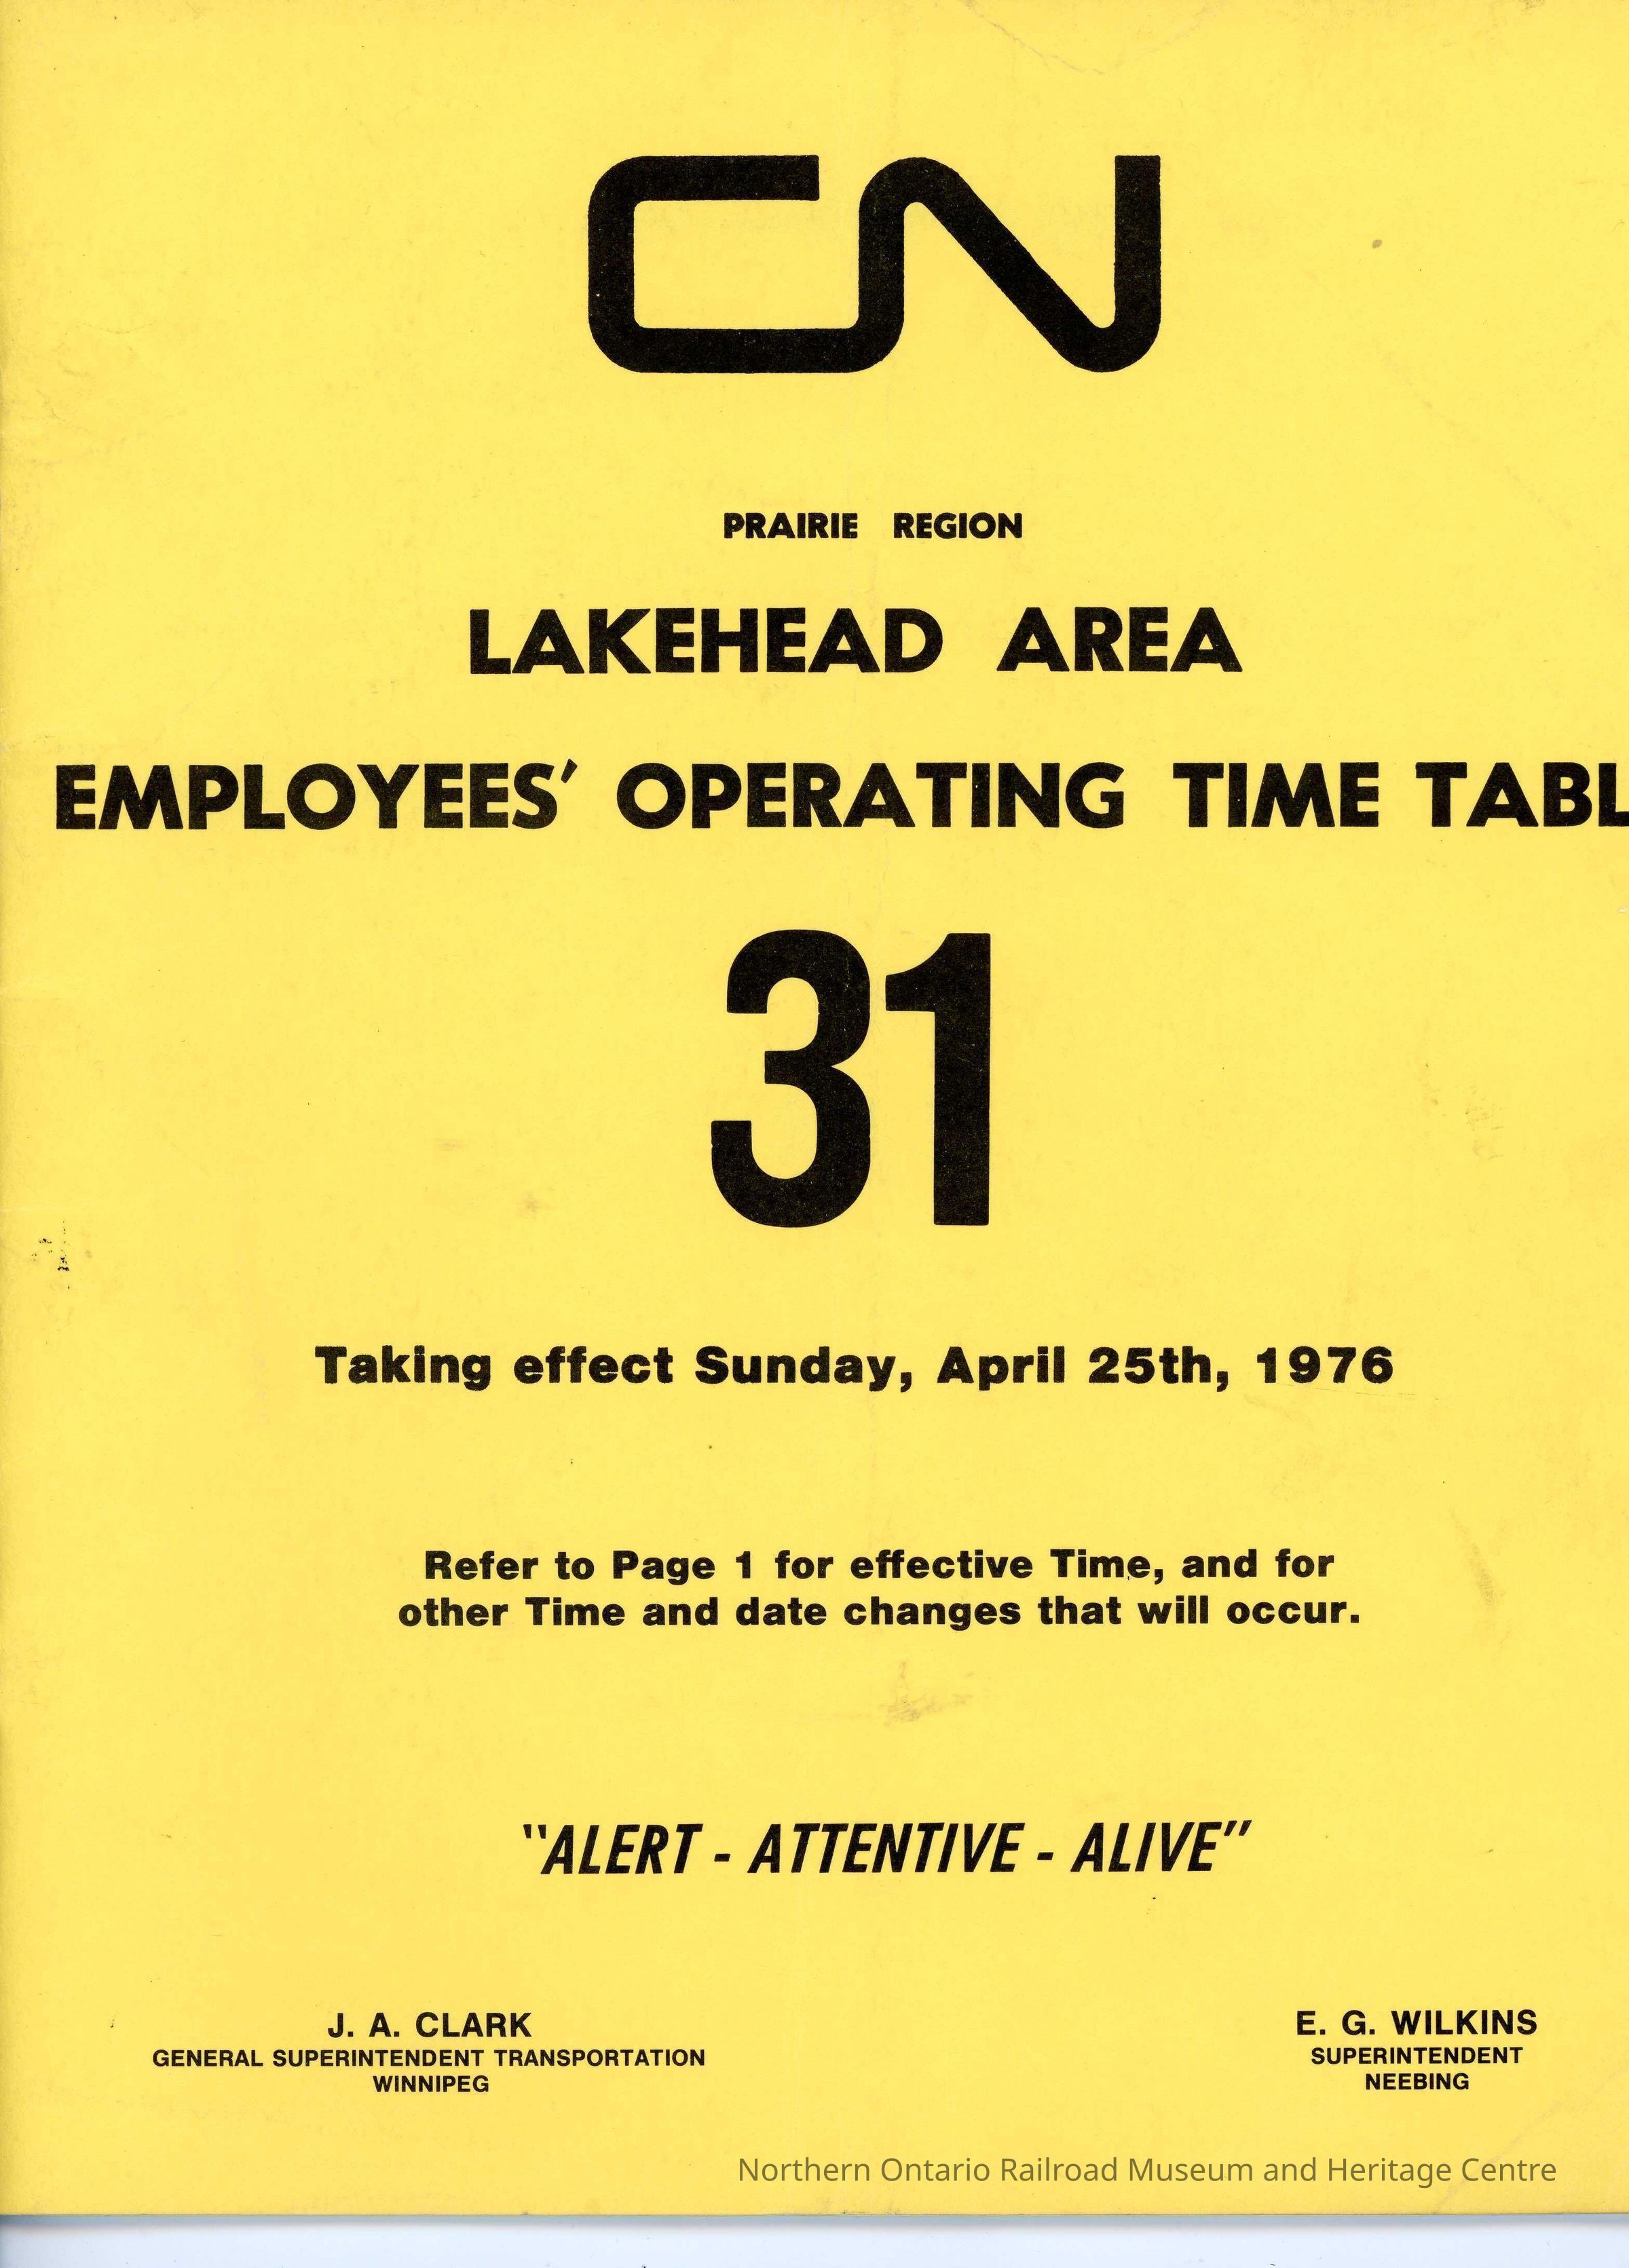 CN
PRAIRIE REGION
LAKEHEAD AREA
EMPLOYEES' OPERATING TIME TABL
31
Taking effect Sunday, April 25th, 1976
Refer to Page 1 for effective Time, and for
other Time and date changes that will occur.
"ALERT - ATTENTIVE - ALIVE"
J. A. CLARK
GENERAL SUPERINTENDENT TRANSPORTATION
WINNIPEG
E. G. WILKINS
SUPERINTENDENT
NEEBING
Northern Ontario Railroad Museum and Heritage Centre